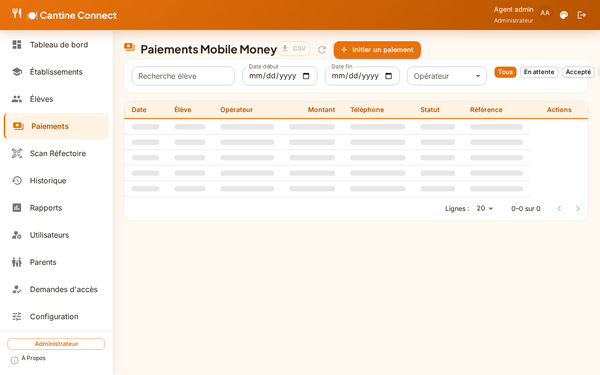 🍽️ Cantine Connect
Agent admin
Administrateur
AA
Tableau de bord
Établissements
Élèves
Paiements
Scan Réfectoire
Historique
Rapports
Utilisateurs
Parents
Demandes d'accès
Configuration
Administrateur
À Propos
Paiements Mobile Money
CSV
Initier un paiement
Recherche élève
Date début
mm/dd/yyyy
Date fin
mm/dd/yyyy
Opérateur
Tous
En attente
Accepté
Date Élève Opérateur Montant Téléphone Statut Référence Actions
Lignes : 20 0–0 sur 0